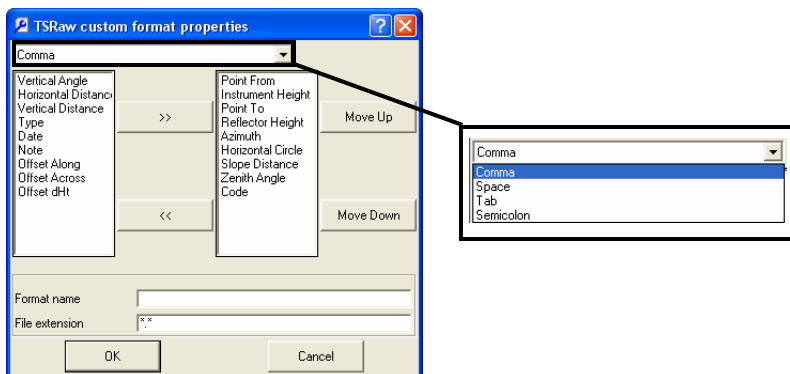 TSRaw custom format properties
Comma
Vertical Angle
Horizontal Distanc
Vertical Distance
Type
Date
Note
Offset Along
Offset Across
Offset dHt
>>
<<
Point From
Instrument Height
Point To
Reflector Height
Azimuth
Horizontal Circle
Slope Distance
Zenith Angle
Code
Move Up
Move Down
Format name
File extension
*.*
OK
Cancel
Comma
Comma
Space
Tab
Semicolon